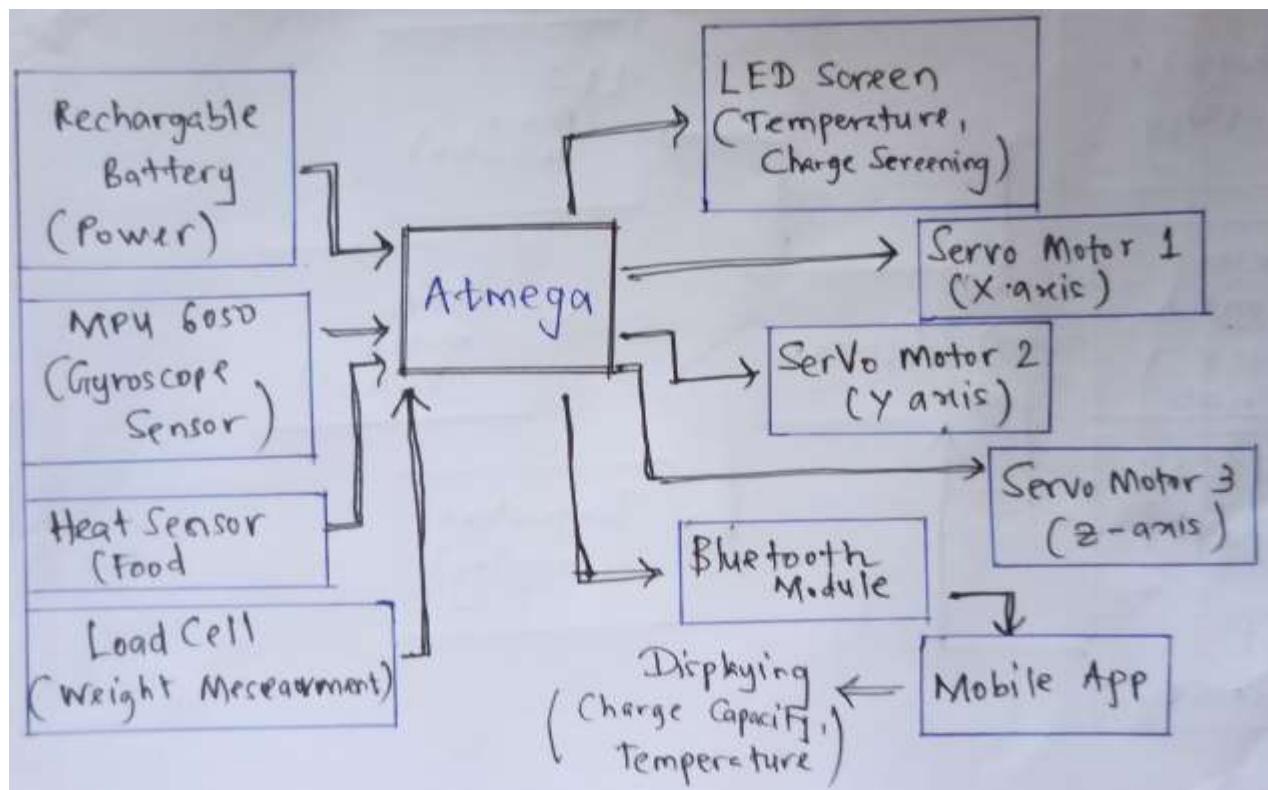 Rechargable
Battery
(Power)
MPU 6050
(Gyroscope
Sensor)
Heat Sensor
(Food
Load Cell
(Weight Meseaorment)
Atmega
LED Screen
(Temperature,
Charge Screening)
Servo Motor 1
(X-axis)
Servo Motor 2
(Y axis)
Servo Motor 3
(Z-axis)
Bluetooth
Module
Mobile App
Displaying
(Charge Capacity,
Temperature)